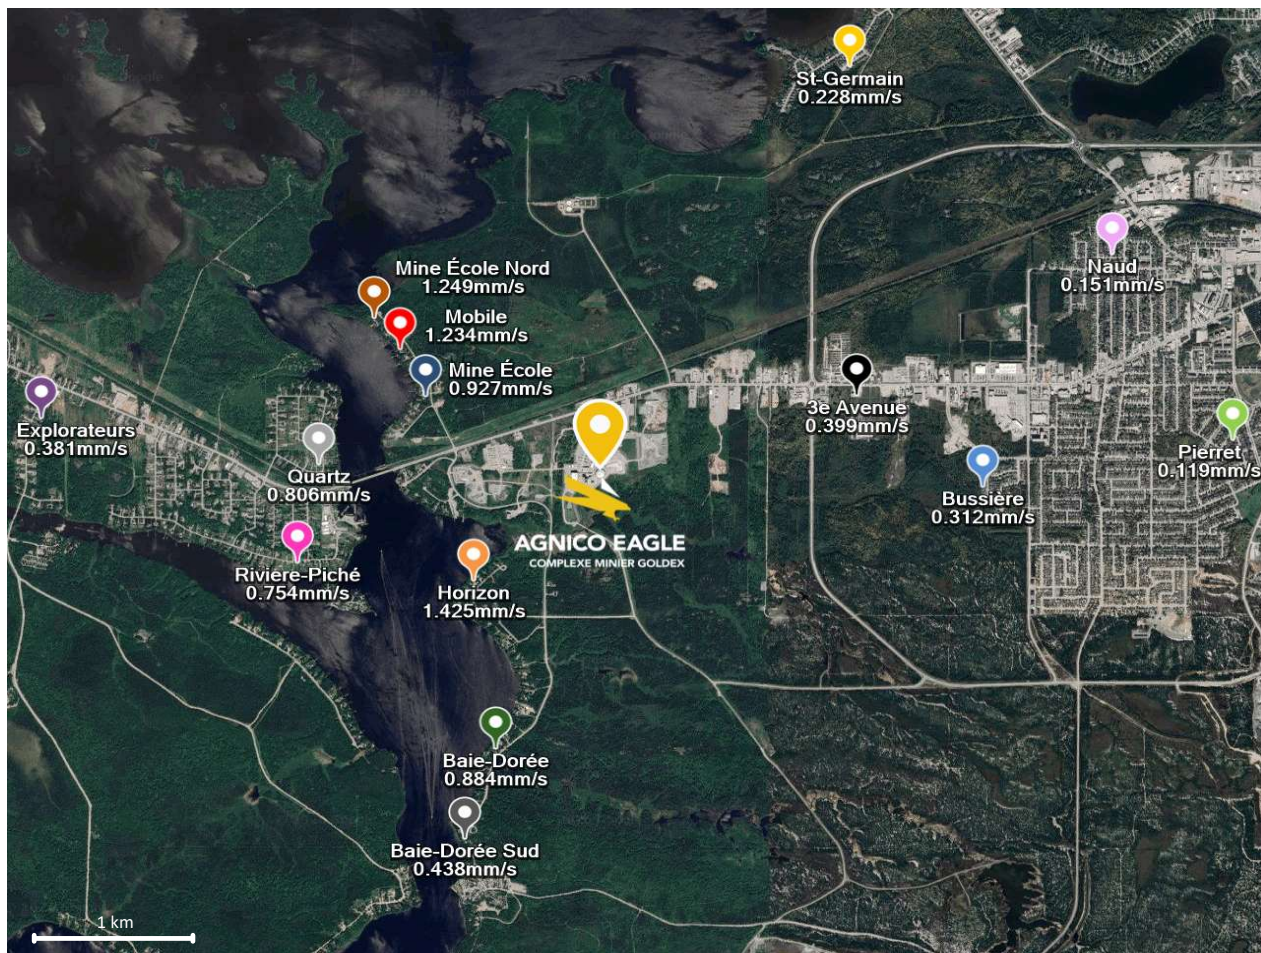 St-Germain
0.228mm/s
Naud
0.151mm/s
Mine École Nord
1.249mm/s
Mobile
1.234mm/s
Mine École
0.927mm/s
3e Avenue
0.399mm/s
Explorateurs
0.381mm/s
Quartz
0.806mm/s
Pierret
0.119mm/s
Bussière
0.312mm/s
AGNICO EAGLE
COMPLEXE MINIER GOLDEX
Riviere-Piché
0.754mm/s
Horizon
1.425mm/s
Baie-Dorée
0.884mm/s
Baie-Dorée Sud
0.438mm/s
1 km